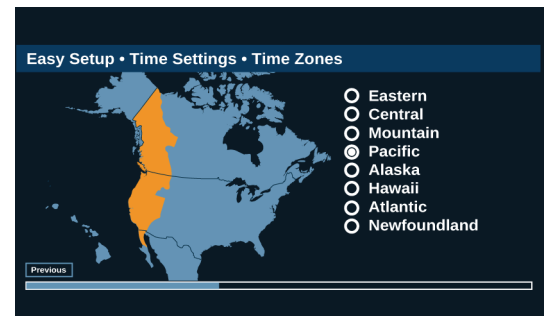 Easy Setup • Time Settings • Time Zones
Eastern
Central
Mountain
Pacific
Alaska
Hawaii
Atlantic
Newfoundland
Previous